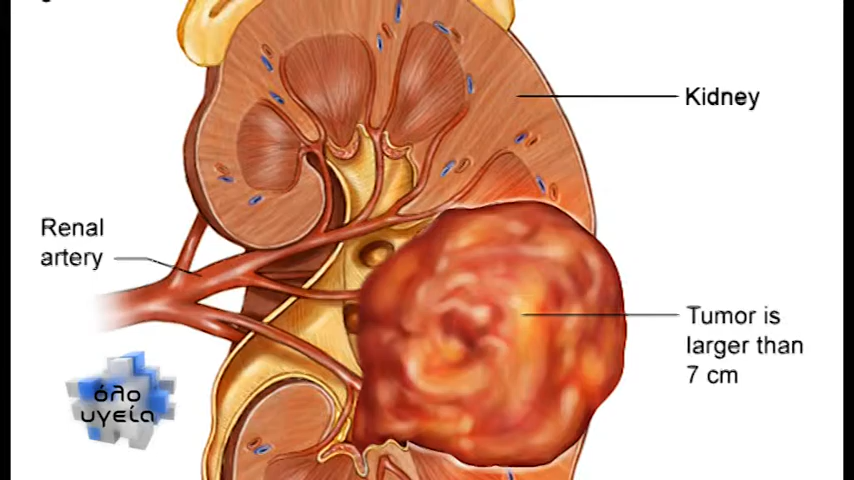 Kidney
Renal
artery
Tumor is
larger than
7 cm
όλο
υγεία